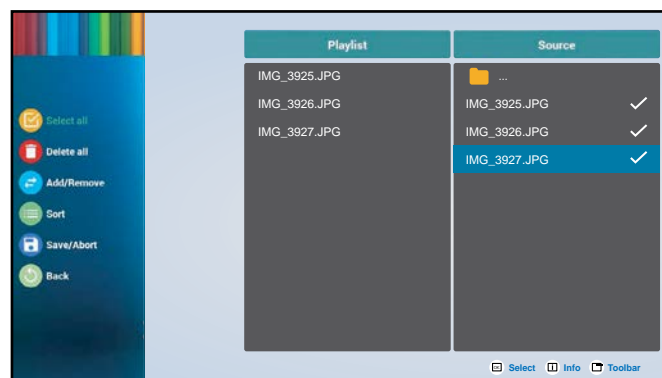 Select all
Delete all
Add/Remove
Sort
Save/Abort
Back
Playlist
IMG_3925.JPG
IMG_3926.JPG
IMG_3927.JPG
Source
...
IMG_3925.JPG
IMG_3926.JPG
IMG_3927.JPG
Select Info Toolbar